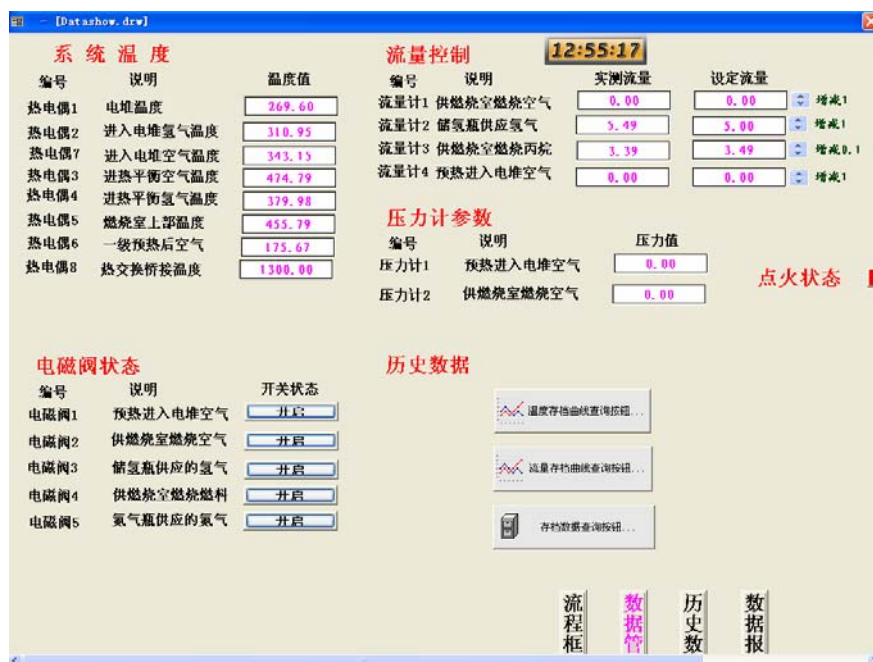 - [Datashow.drw]
系统温度
编号 说明 温度值
热电偶1 电堆温度 269.60
热电偶2 进入电堆氢气温度 310.95
热电偶7 进入电堆空气温度 343.15
热电偶3 进热平衡空气温度 474.79
热电偶4 进热平衡氢气温度 379.98
热电偶5 燃烧室上部温度 455.79
热电偶6 一级预热后空气 175.67
热电偶8 热交换桥接温度 1300.00
流量控制 12:55:17
编号 说明 实测流量 设定流量
流量计1 供燃烧室燃烧空气 0.00 0.00 增减1
流量计2 储氢瓶供应氢气 5.49 5.00 增减1
流量计3 供燃烧室燃烧丙烷 3.39 3.49 增减0.1
流量计4 预热进入电堆空气 0.00 0.00 增减1
压力计参数
编号 说明 压力值
压力计1 预热进入电堆空气 0.00
压力计2 供燃烧室燃烧空气 0.00
点火状态
电磁阀状态
编号 说明 开关状态
电磁阀1 预热进入电堆空气 开启
电磁阀2 供燃烧室燃烧空气 开启
电磁阀3 储氢瓶供应的氢气 开启
电磁阀4 供燃烧室燃烧燃料 开启
电磁阀5 氮气瓶供应的氮气 开启
历史数据
温度存档曲线查询按钮...
流量存档曲线查询按钮...
存档数据查询按钮...
流程框
数据管
历史数
数据报